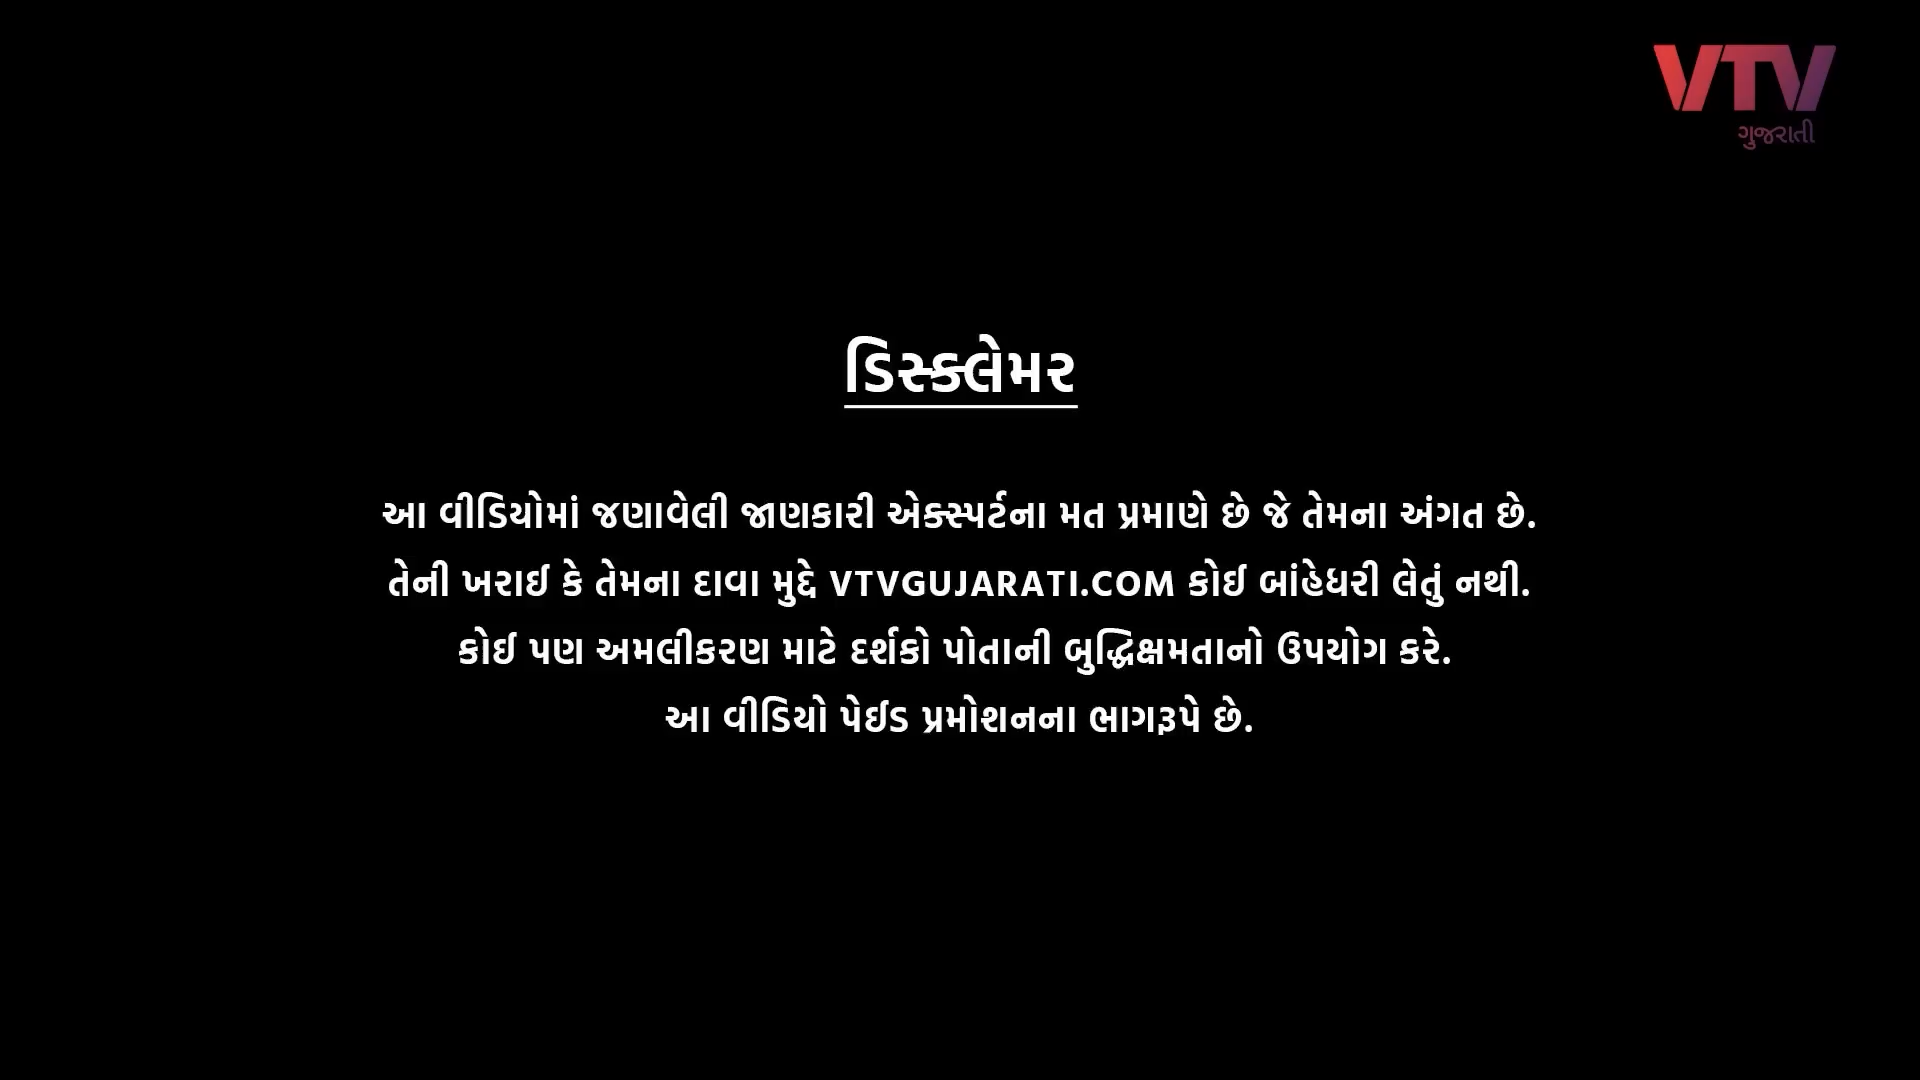 VTV
ગુજરાતી
ડિસ્ક્લેમર
આ વીડિયોમાં જણાવેલી જાણકારી એક્સ્પર્ટના મત પ્રમાણે છે જે તેમના અંગત છે.
તેની ખરાઈ કે તેમના દાવા મુદ્દે VTVGUJARATI.COM કોઈ બાંહેધરી લેતું નથી.
કોઈ પણ અમલીકરણ માટે દર્શકો પોતાની બુદ્ધિક્ષમતાનો ઉપયોગ કરે.
આ વીડિયો પેઈડ પ્રમોશનના ભાગરૂપે છે.